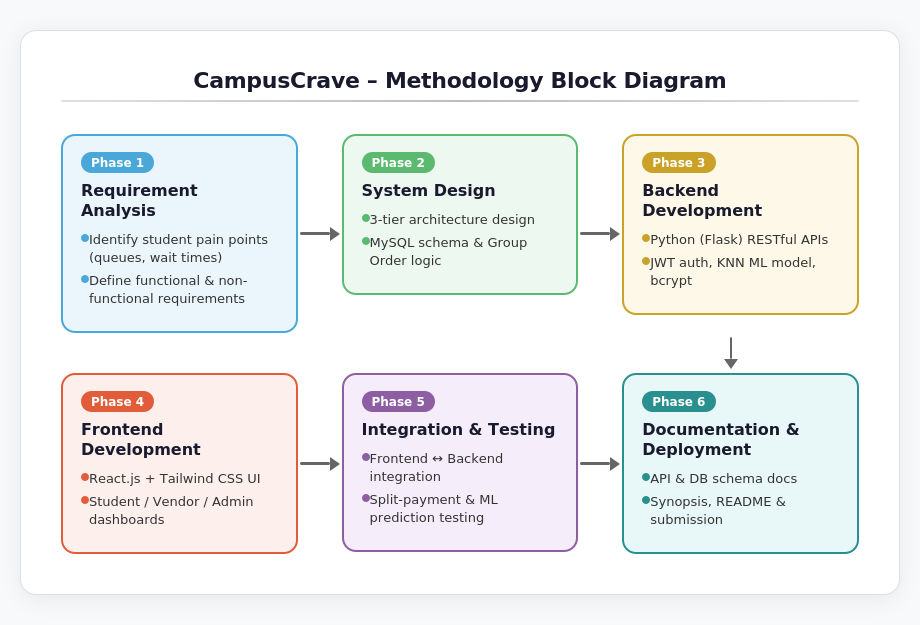 CampusCrave – Methodology Block Diagram
Phase 1
Requirement
Analysis
Identify student pain points
(queues, wait times)
Define functional & non-
functional requirements
Phase 2
System Design
3-tier architecture design
MySQL schema & Group
Order logic
Phase 3
Backend
Development
Python (Flask) RESTful APIs
JWT auth, KNN ML model,
bcrypt
Phase 4
Frontend
Development
React.js + Tailwind CSS UI
Student / Vendor / Admin
dashboards
Phase 5
Integration & Testing
Frontend ↔ Backend
integration
Split-payment & ML
prediction testing
Phase 6
Documentation &
Deployment
API & DB schema docs
Synopsis, README &
submission